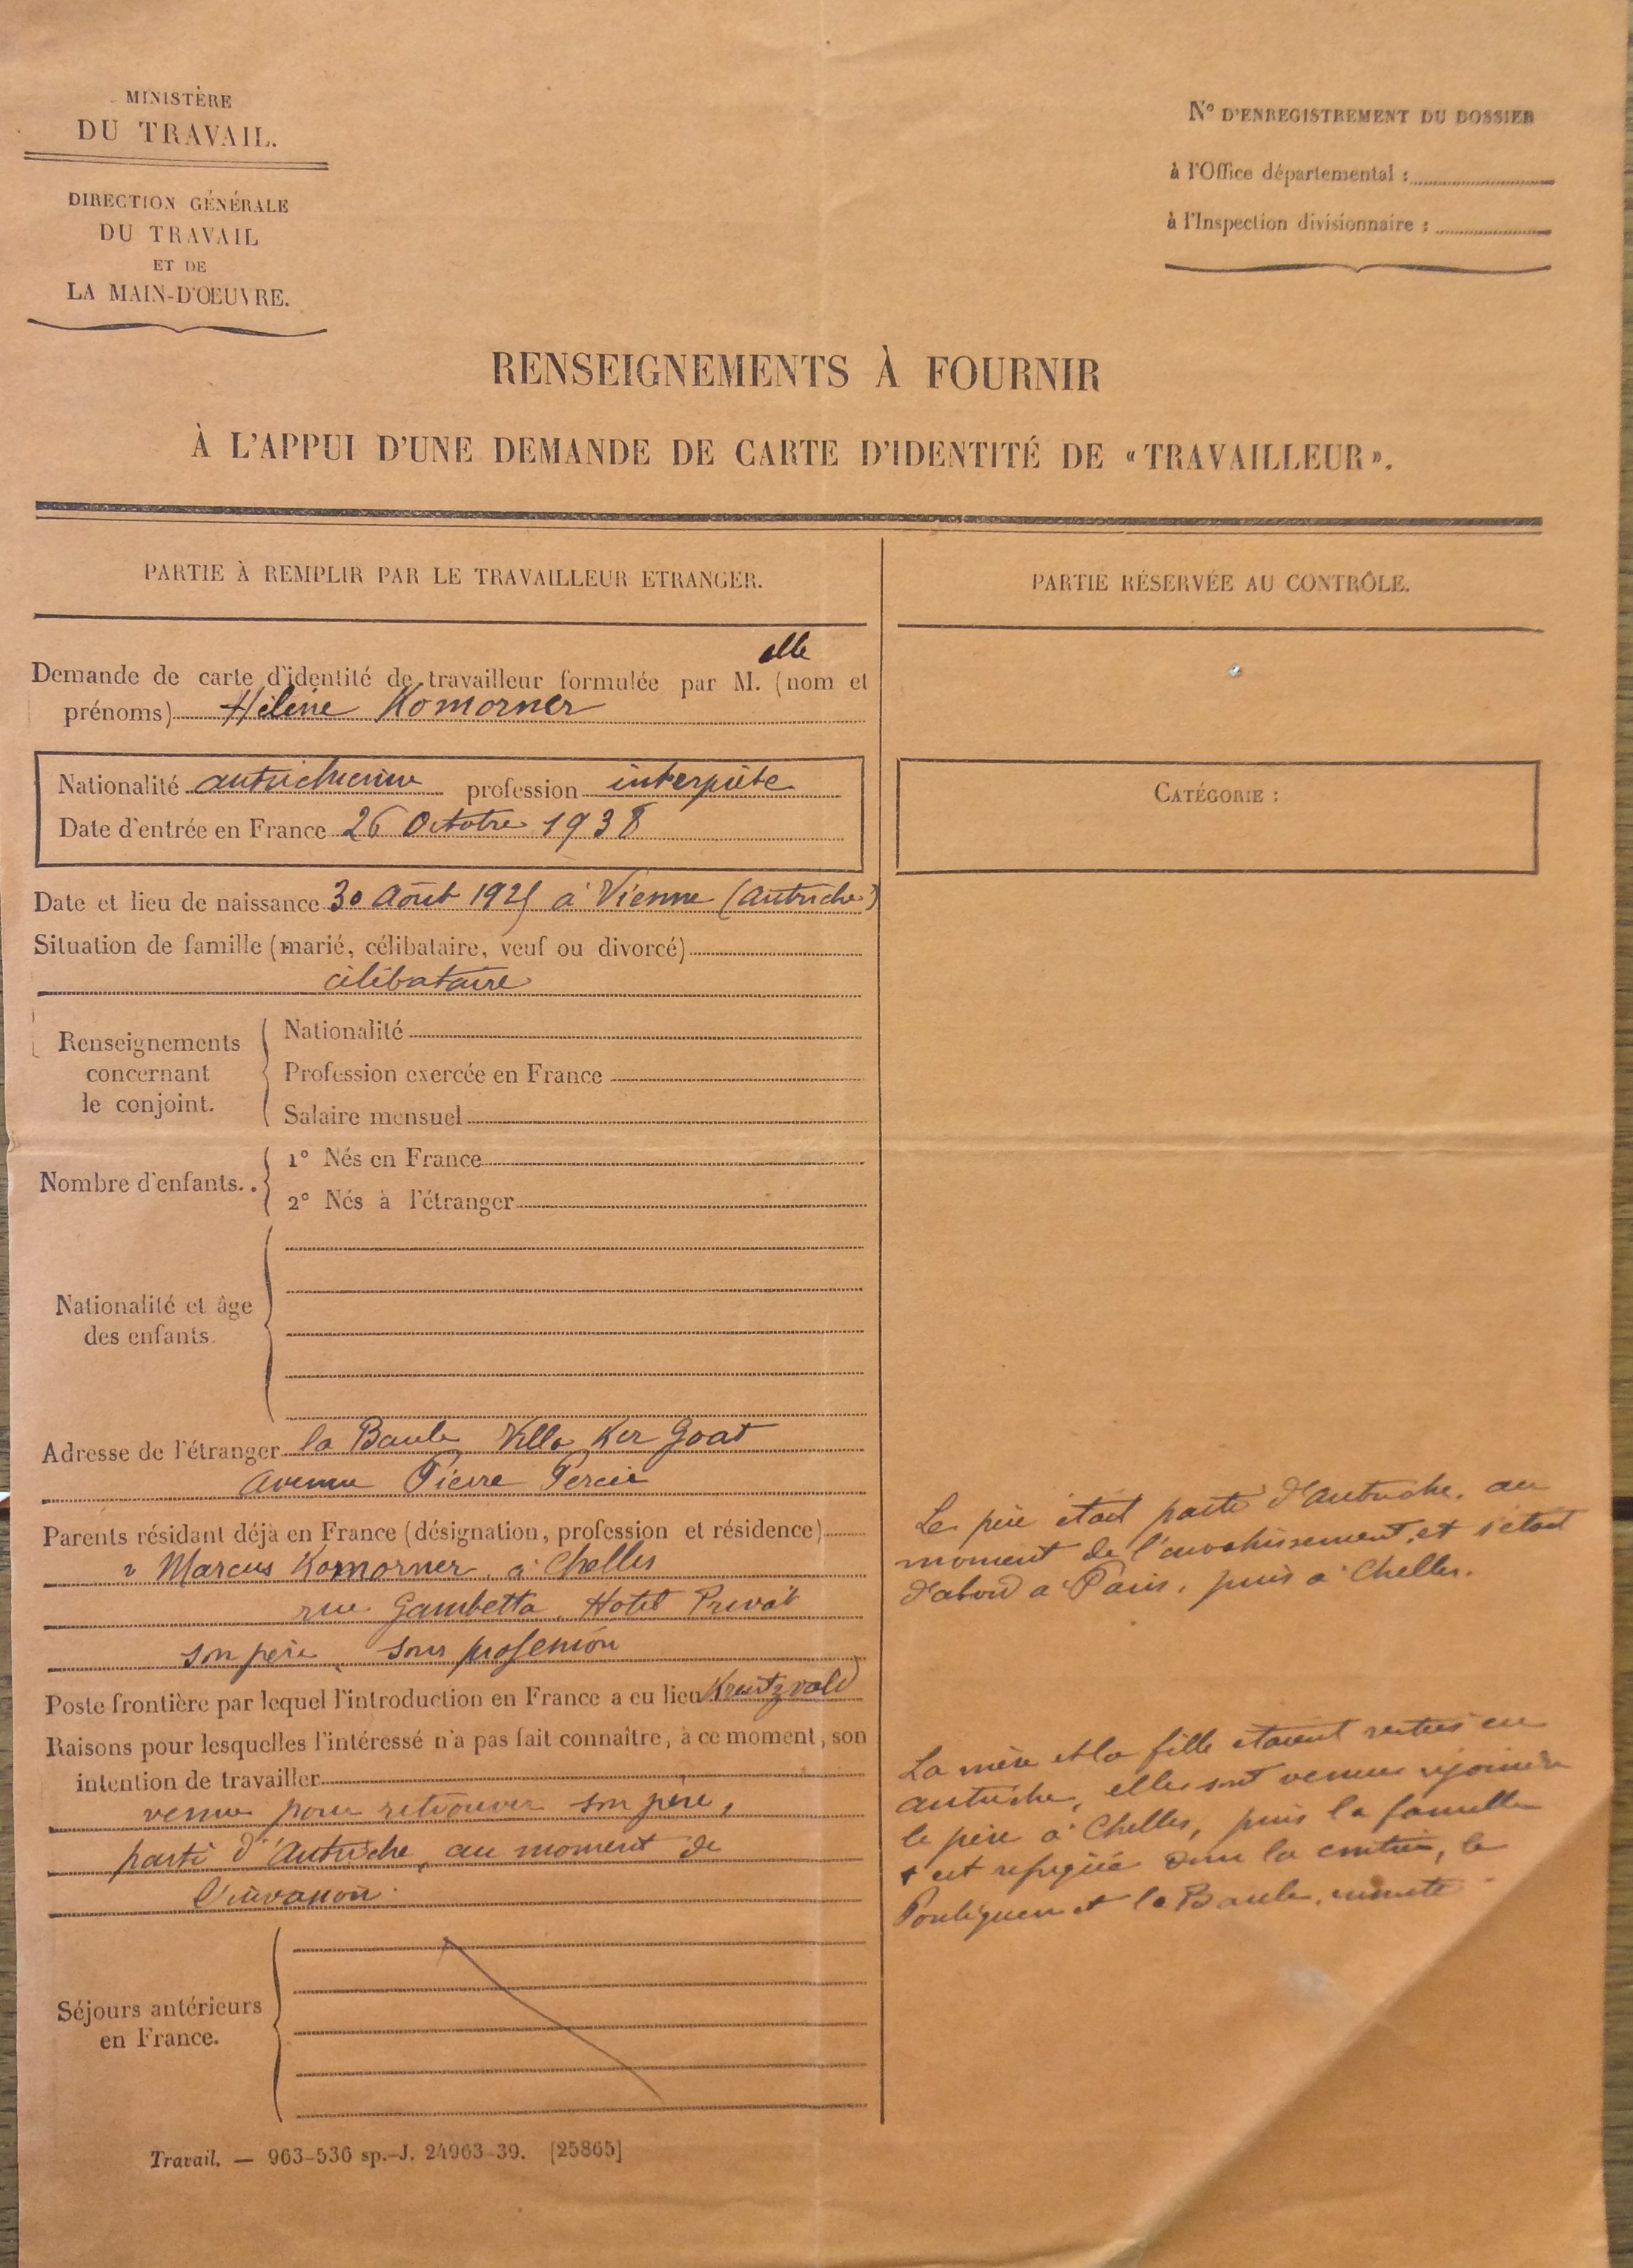 MINISTÈRE
DU TRAVAIL.
DIRECTION GÉNÉRALE
DU TRAVAIL
ET DE
LA MAIN-D'OEUVRE.
N° D'ENREGISTREMENT DU DOSSIER
à l'Office départemental :
à l'Inspection divisionnaire :
RENSEIGNEMENTS À FOURNIR
À L'APPUI D'UNE DEMANDE DE CARTE D'IDENTITÉ DE « TRAVAILLEUR ».
PARTIE À REMPLIR PAR LE TRAVAILLEUR ETRANGER.
elle
Demande de carte d'identité de travailleur formulée par M. (nom et
prénoms) Hélène Komorner
Nationalité autrichienne profession interprète
Date d'entrée en France 26 Octobre 1938
Date et lieu de naissance 30 Août 1925 à Vienne (Autriche)
Situation de famille (marié, célibataire, veuf ou divorcé)
célibataire
Renseignements
concernant
le conjoint.
Nationalité
Profession exercée en France
Salaire mensuel
Nombre d'enfants..
1° Nés en France
2° Nés à l'étranger
Nationalité et âge
des enfants.
Adresse de l'étranger la Baule Villa Ker Goat
avenue Pierre Percée
Parents résidant déjà en France (désignation, profession et résidence)
Marcus Komorner, à Chelles
rue Gambetta, Hotel Privat
son père, sans profession
Poste frontière par lequel l'introduction en France a eu lieu Kreutzvald
Raisons pour lesquelles l'intéressé n'a pas fait connaître, à ce moment, son
intention de travailler
venue pour retrouver son père,
parti d'Autriche, au moment de
l'invasion.
Séjours antérieurs
en France.
Travail. — 963-536 sp.-J. 24963-39. [25865]
PARTIE RÉSERVÉE AU CONTRÔLE.
CATÉGORIE :
Le père était parti d'Autriche, au
moment de l'envahissement, et s'était
d'abord à Paris, puis à Chelles.
La mère et la fille étaient restées en
Autriche, elles sont venues rejoindre
le père à Chelles, puis la famille
s'est refugiée dans la contrée, le
Pouliguen et la Baule, ensuite.